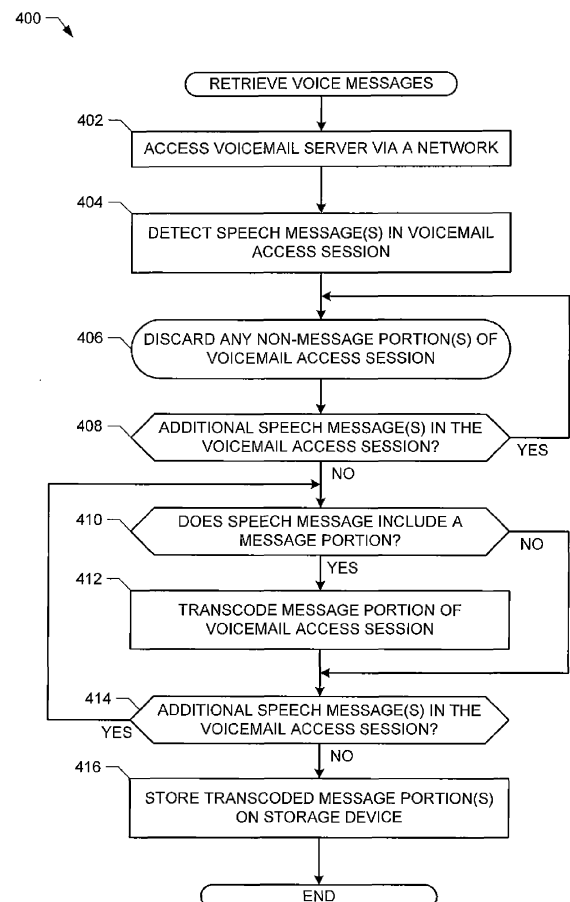 400
RETRIEVE VOICE MESSAGES
402
ACCESS VOICEMAIL SERVER VIA A NETWORK
404
DETECT SPEECH MESSAGE(S) IN VOICEMAIL
ACCESS SESSION
406
DISCARD ANY NON-MESSAGE PORTION(S) OF
VOICEMAIL ACCESS SESSION
408
ADDITIONAL SPEECH MESSAGE(S) IN THE
VOICEMAIL ACCESS SESSION?
YES
NO
410
DOES SPEECH MESSAGE INCLUDE A
MESSAGE PORTION?
NO
YES
412
TRANSCODE MESSAGE PORTION OF
VOICEMAIL ACCESS SESSION
414
ADDITIONAL SPEECH MESSAGE(S) IN THE
VOICEMAIL ACCESS SESSION?
YES
NO
416
STORE TRANSCODED MESSAGE PORTION(S)
ON STORAGE DEVICE
END